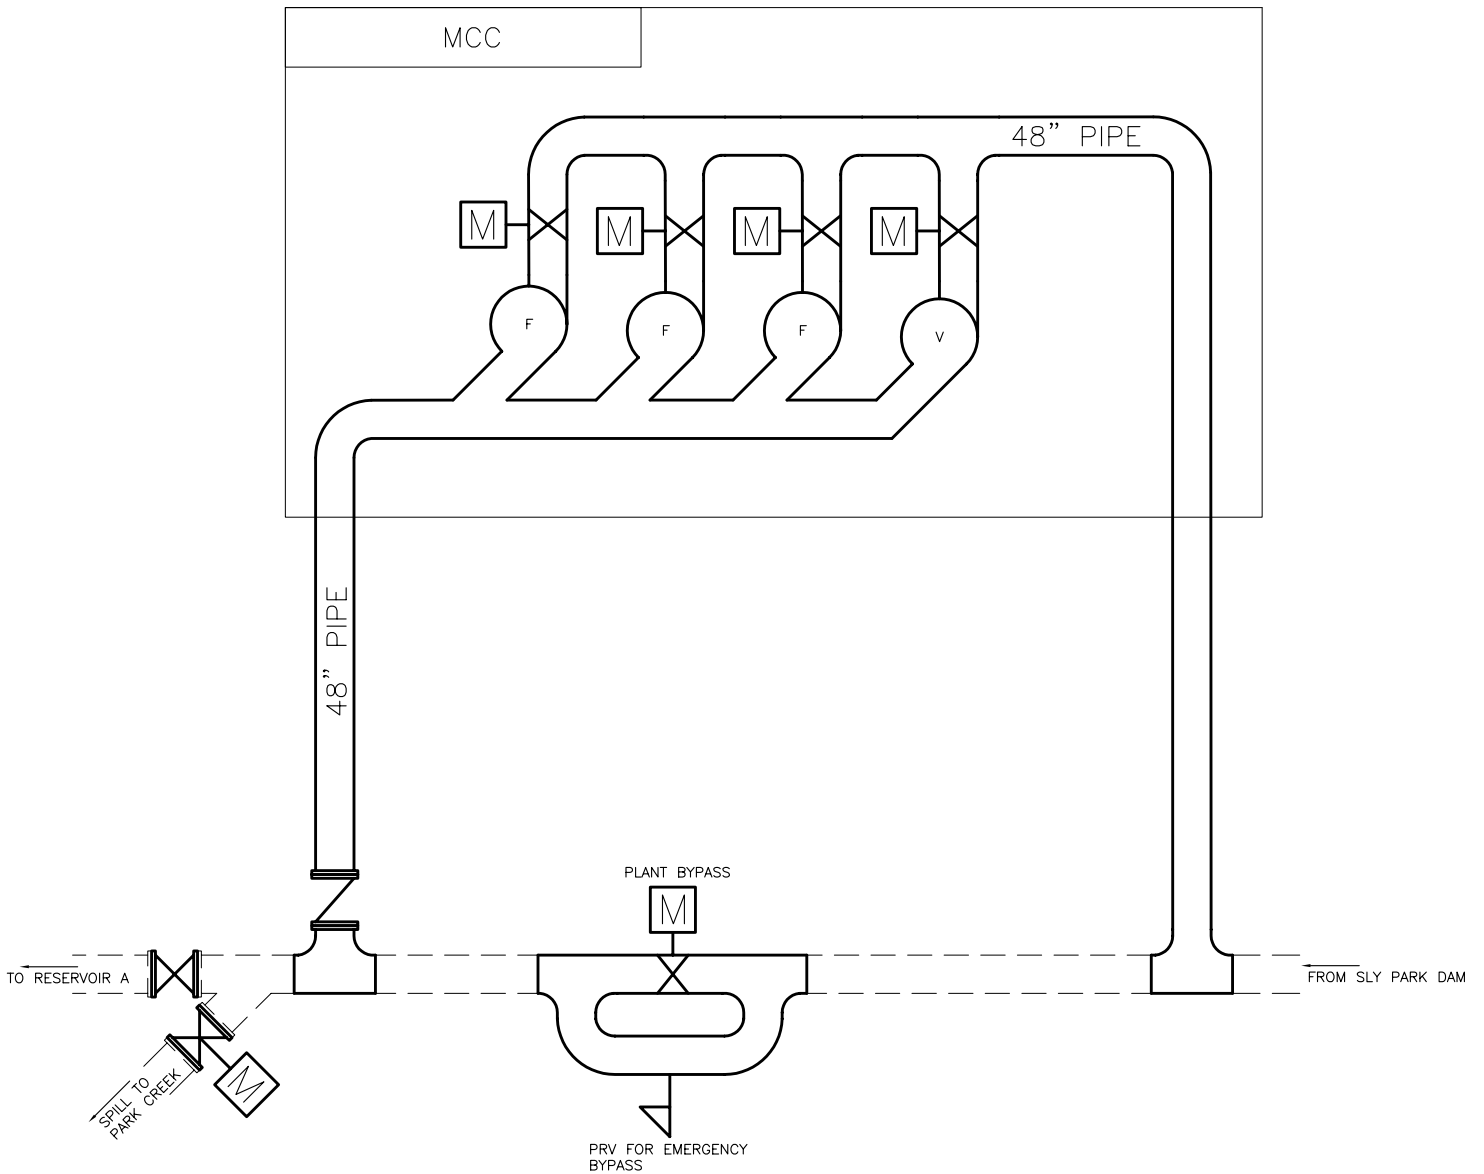 MCC
48" PIPE
M
M
M
M
F
F
F
V
48" PIPE
PLANT BYPASS
M
TO RESERVOIR A
FROM SLY PARK DAM
M
SPILL TO
PARK CREEK
PRV FOR EMERGENCY
BYPASS